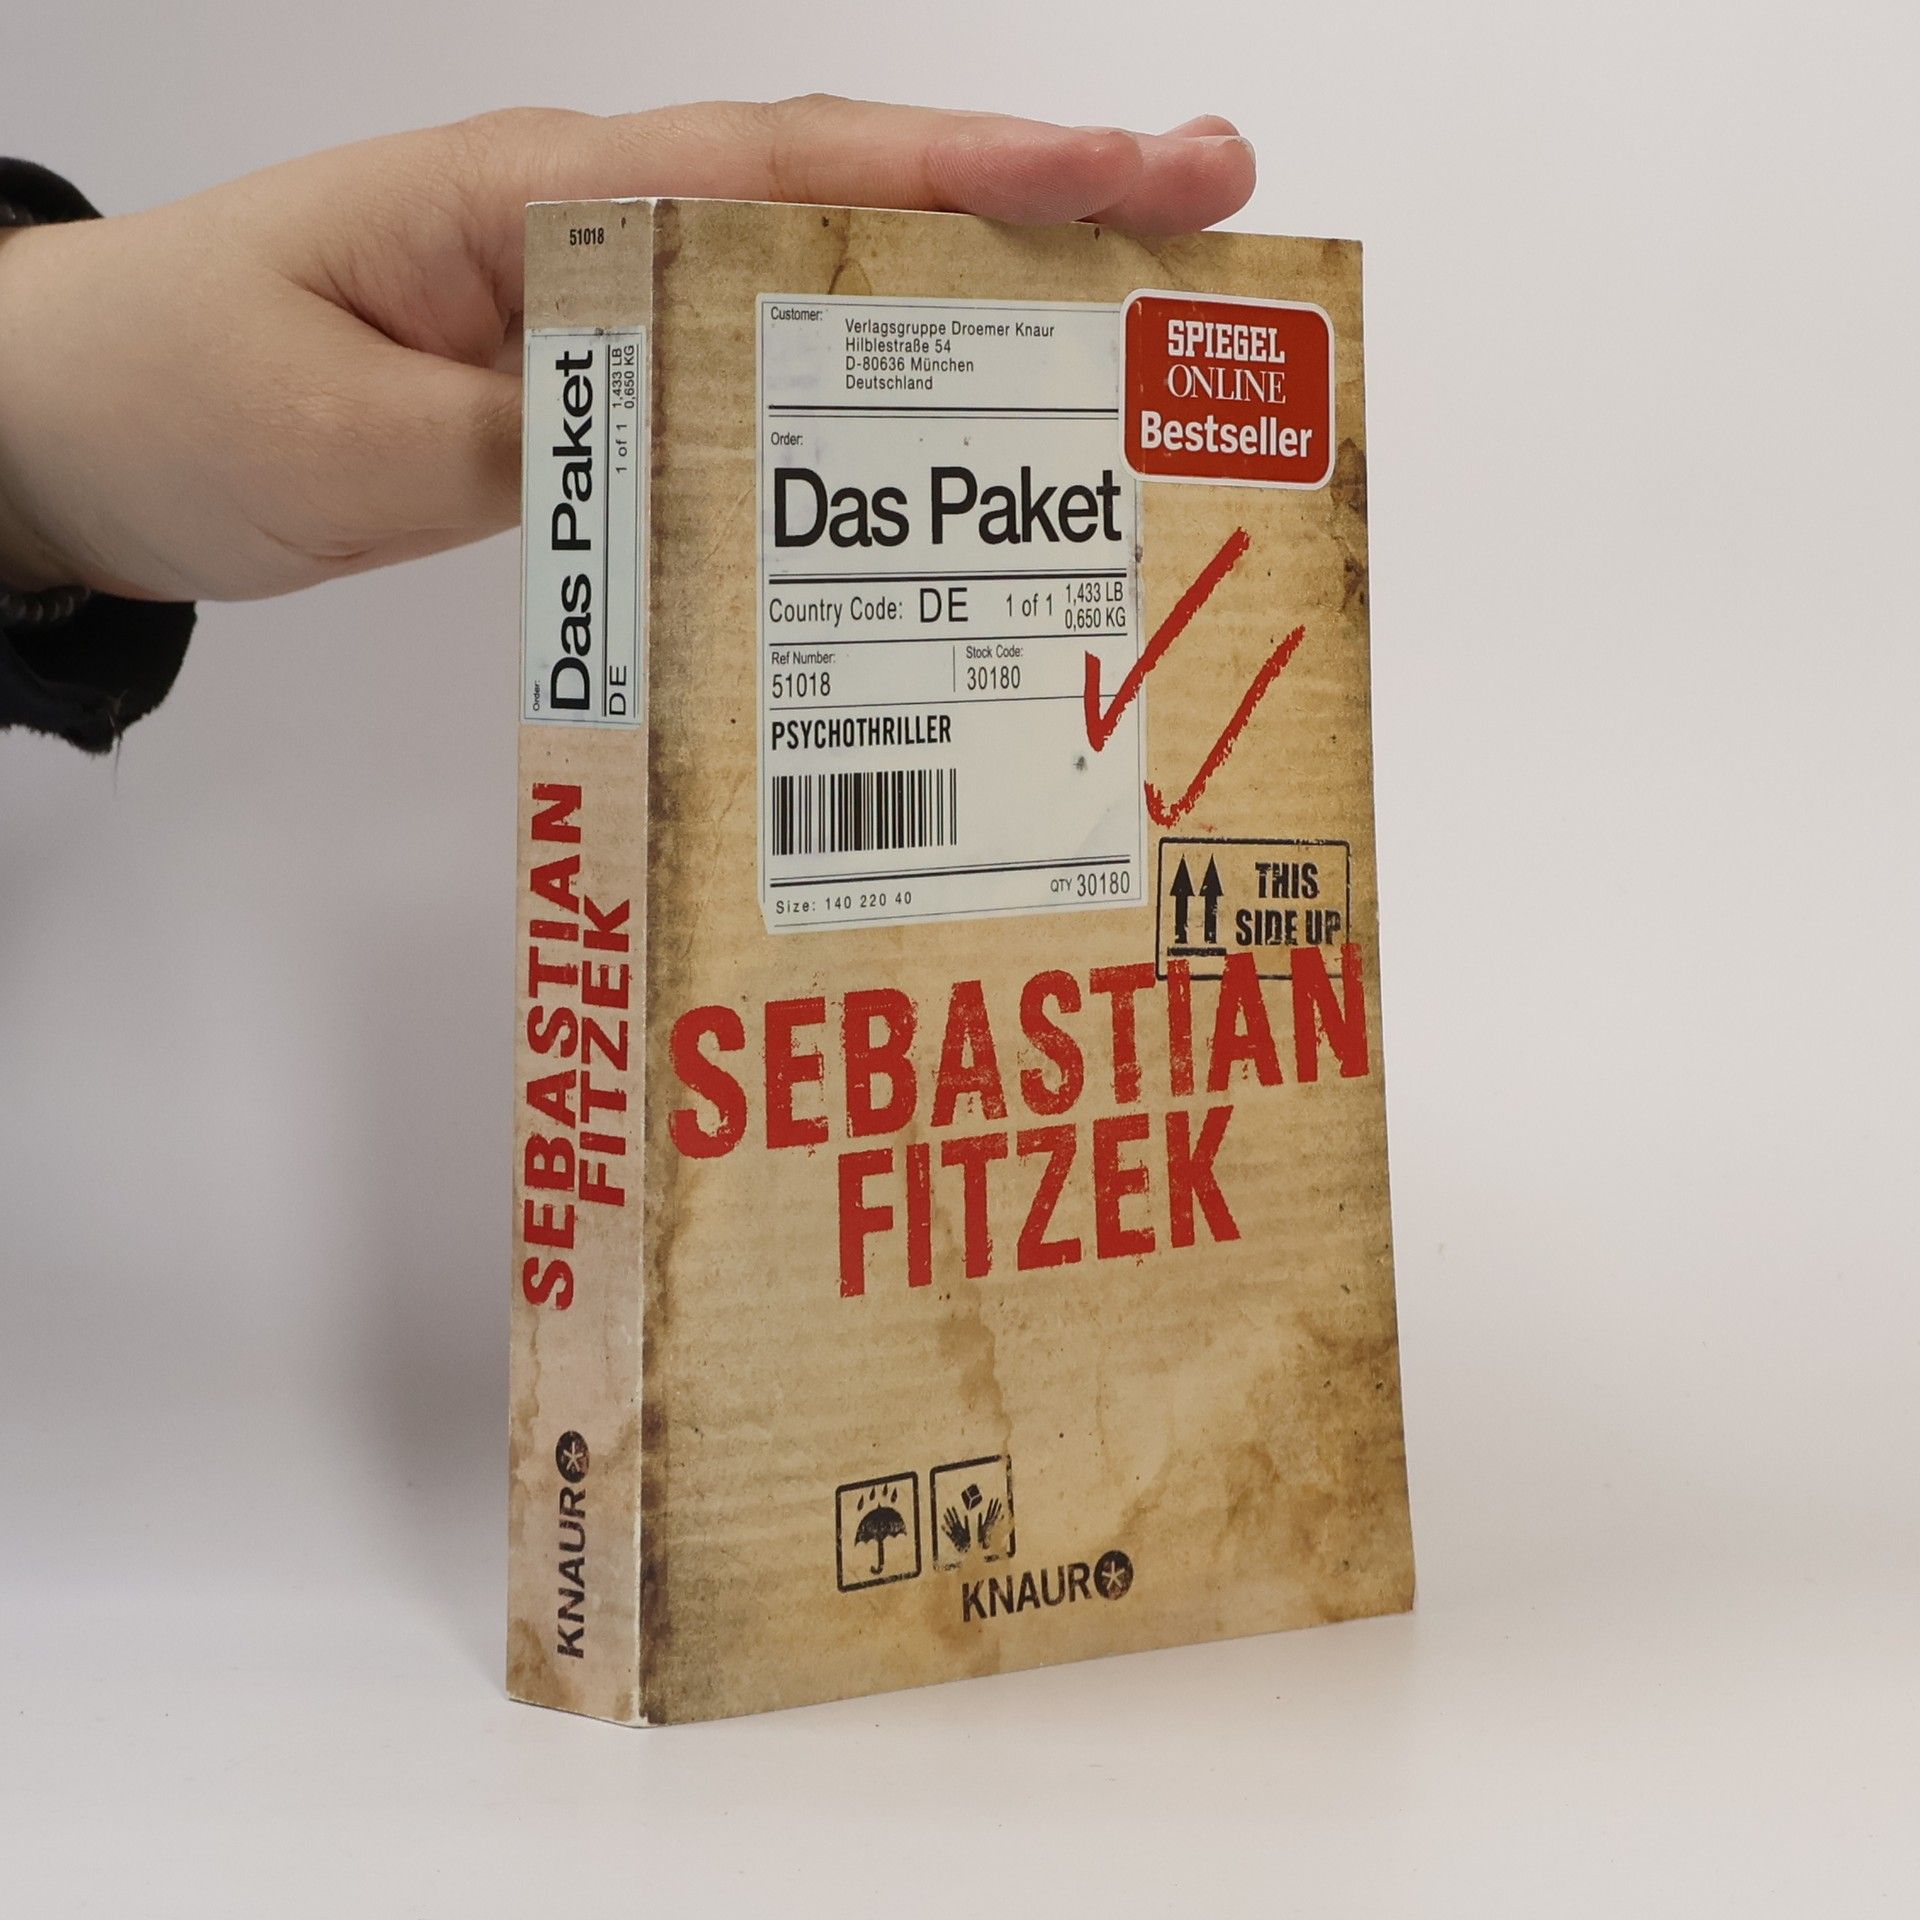 51018
Order:
Das Paket
DE
1 of 1
1,433 LB
0,650 KG
SEBASTIAN
FITZEK
KNAUR
Customer:
Verlagsgruppe Droemer Knaur
Hilblestraße 54
D-80636 München
Deutschland
SPIEGEL
ONLINE
Bestseller
Order:
Das Paket
Country Code: DE 1 of 1 1,433 LB
0,650 KG
Ref Number:
51018
Stock Code:
30180
PSYCHOTHRILLER
Size: 140 220 40
QTY 30180
THIS
SIDE UP
SEBASTIAN
FITZEK
KNAUR